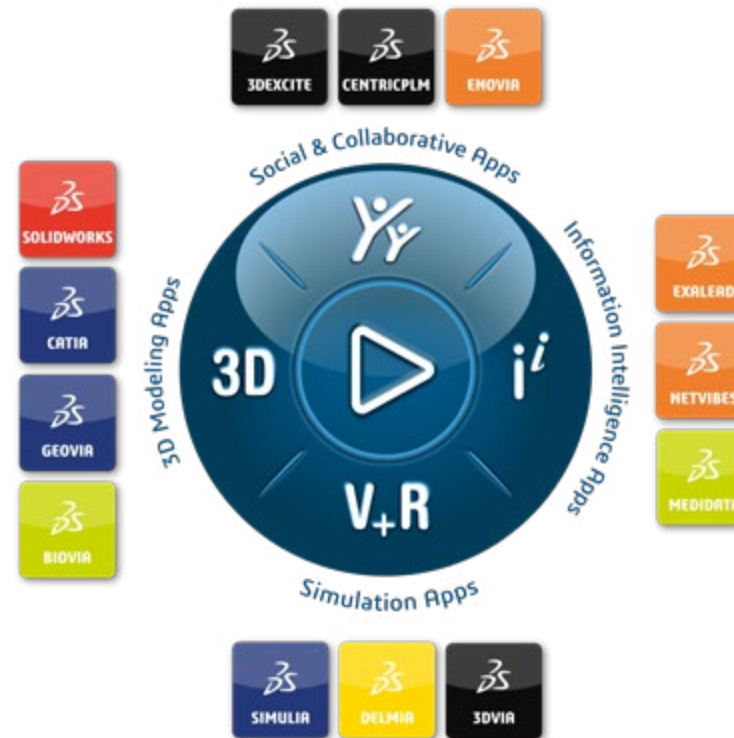 3DEXCITE
CENTRICPLM
ENOVIA
Social & Collaborative Apps
SOLIDWORKS
CATIA
GEOVIA
BIOVIA
3D Modeling Apps
3D
i i
V+R
Information Intelligence Apps
EXALEAD
NETVIBES
MEDIDATA
Simulation Apps
SIMULIA
DELMIA
3DVIA